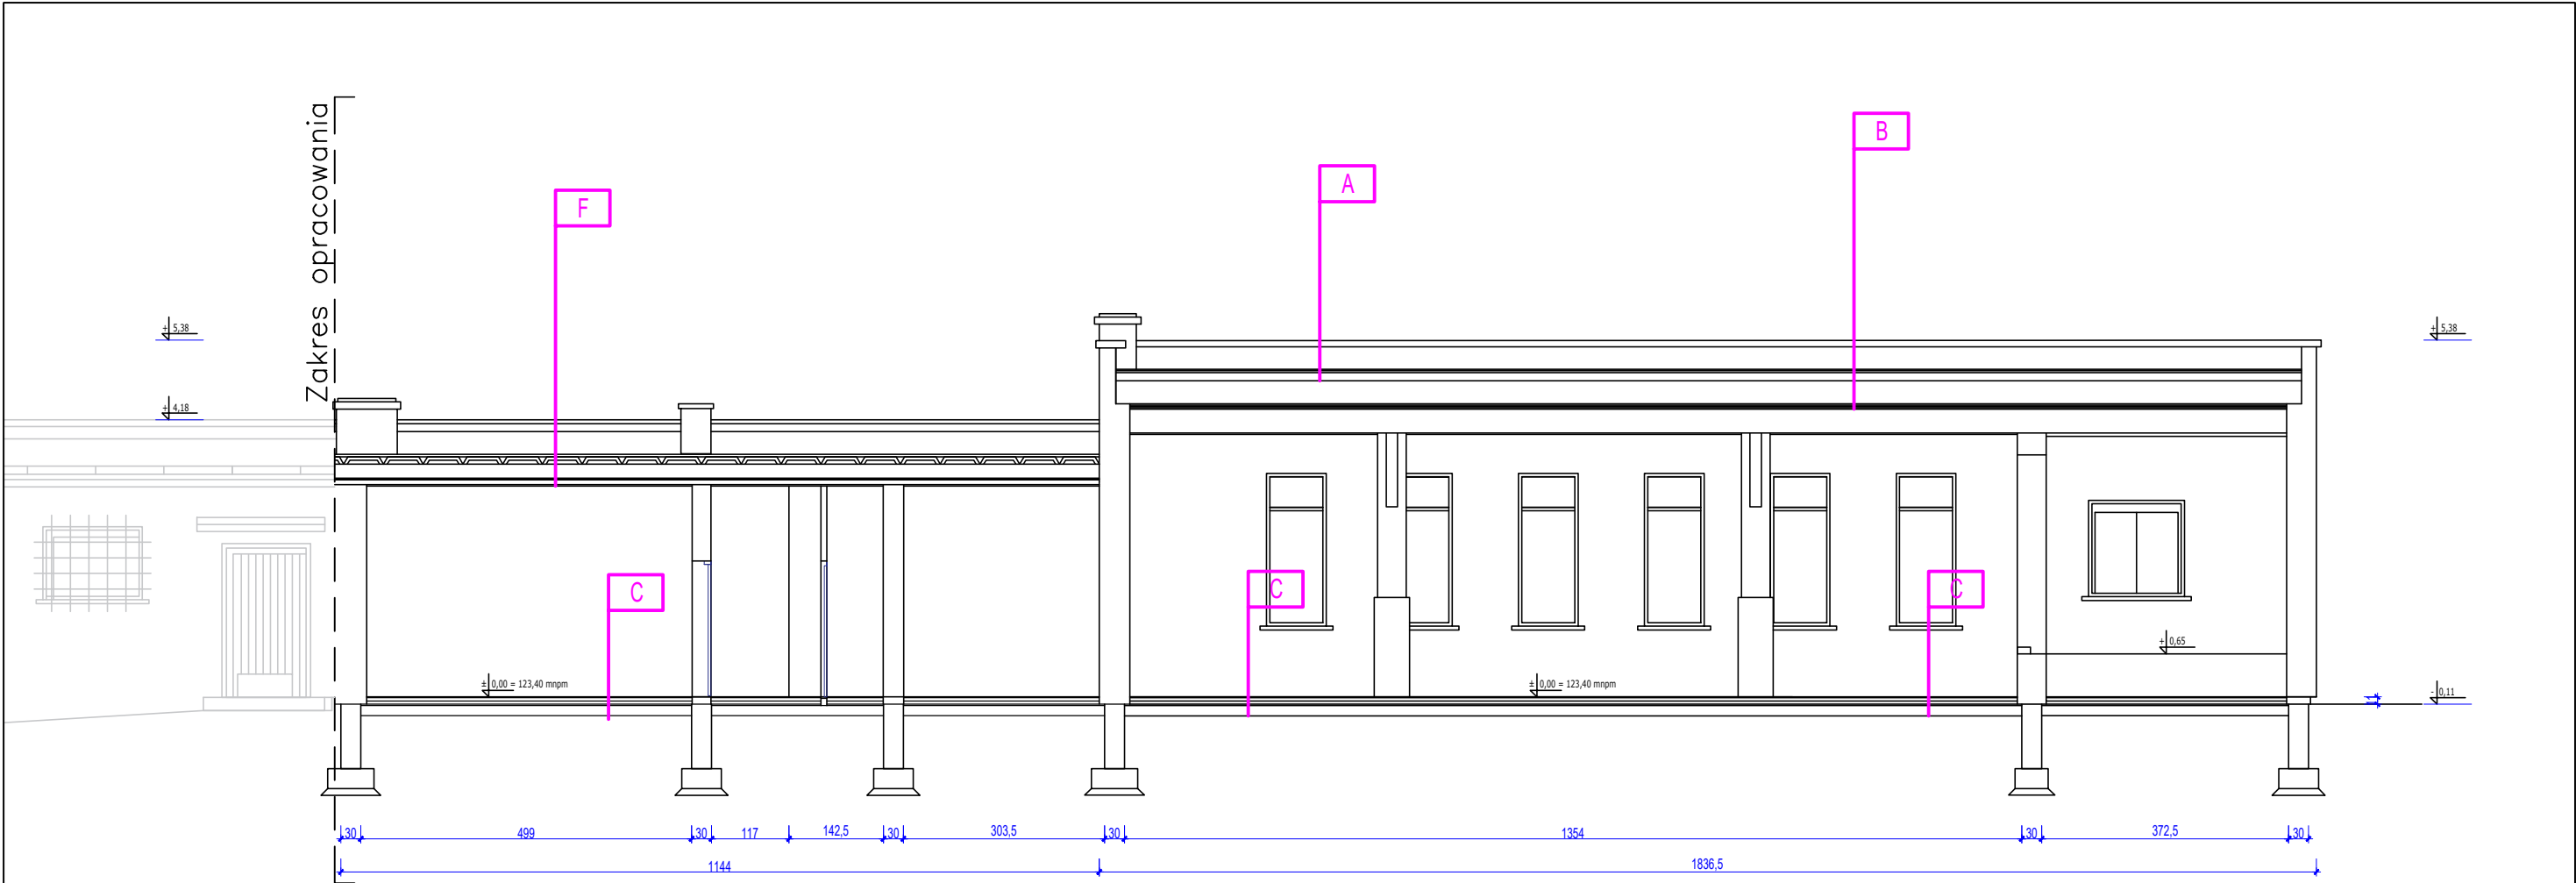 Zakres opracowania
B
A
F
+ 5,38
+ 5,38
+ 4,18
C
C
C
+ 0,65
± 0,00 = 123,40 mnpm
± 0,00 = 123,40 mnpm
- 0,11
30
499
30
117
142,5
30
303,5
30
1354
30
372,5
30
1144
1836,5